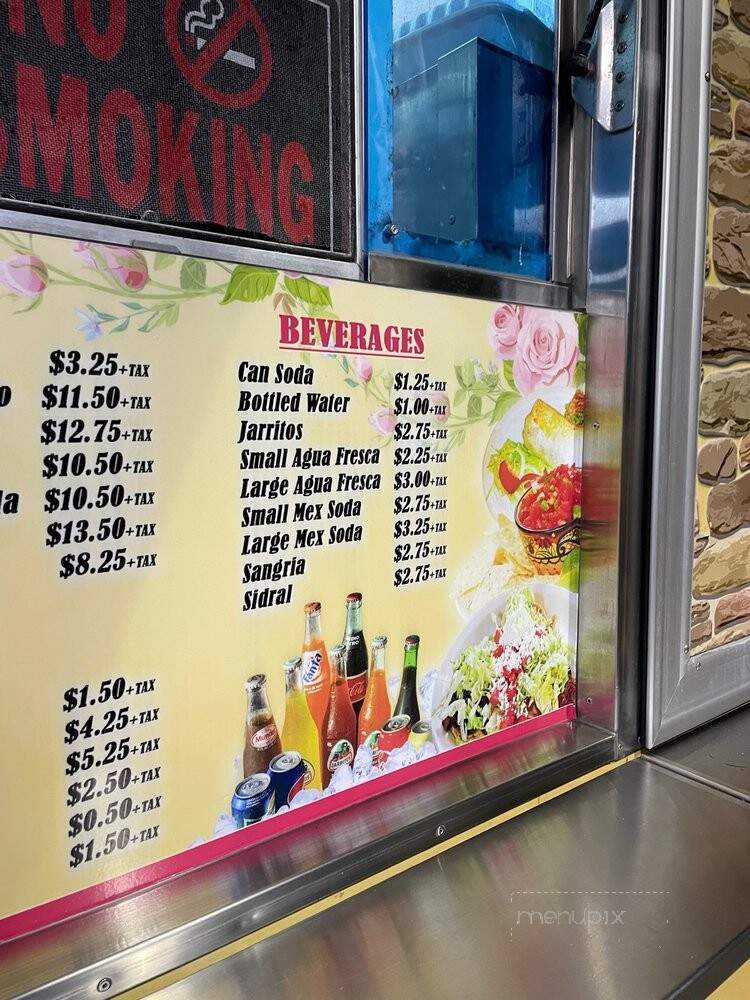 NO
SMOKING
BEVERAGES
$3.25+TAX
$11.50+TAX
$12.75+TAX
$10.50+TAX
$10.50+TAX
$13.50+TAX
$8.25+TAX
$1.50+TAX
$4.25+TAX
$5.25+TAX
$2.50+TAX
$0.50+TAX
$1.50+TAX
Can Soda $1.25+TAX
Bottled Water $1.00+TAX
Jarritos $2.75+TAX
Small Agua Fresca $2.25+TAX
Large Agua Fresca $3.00+TAX
Small Mex Soda $2.75+TAX
Large Mex Soda $3.25+TAX
Sangria $2.75+TAX
Sidral $2.75+TAX
Fanta
menupix